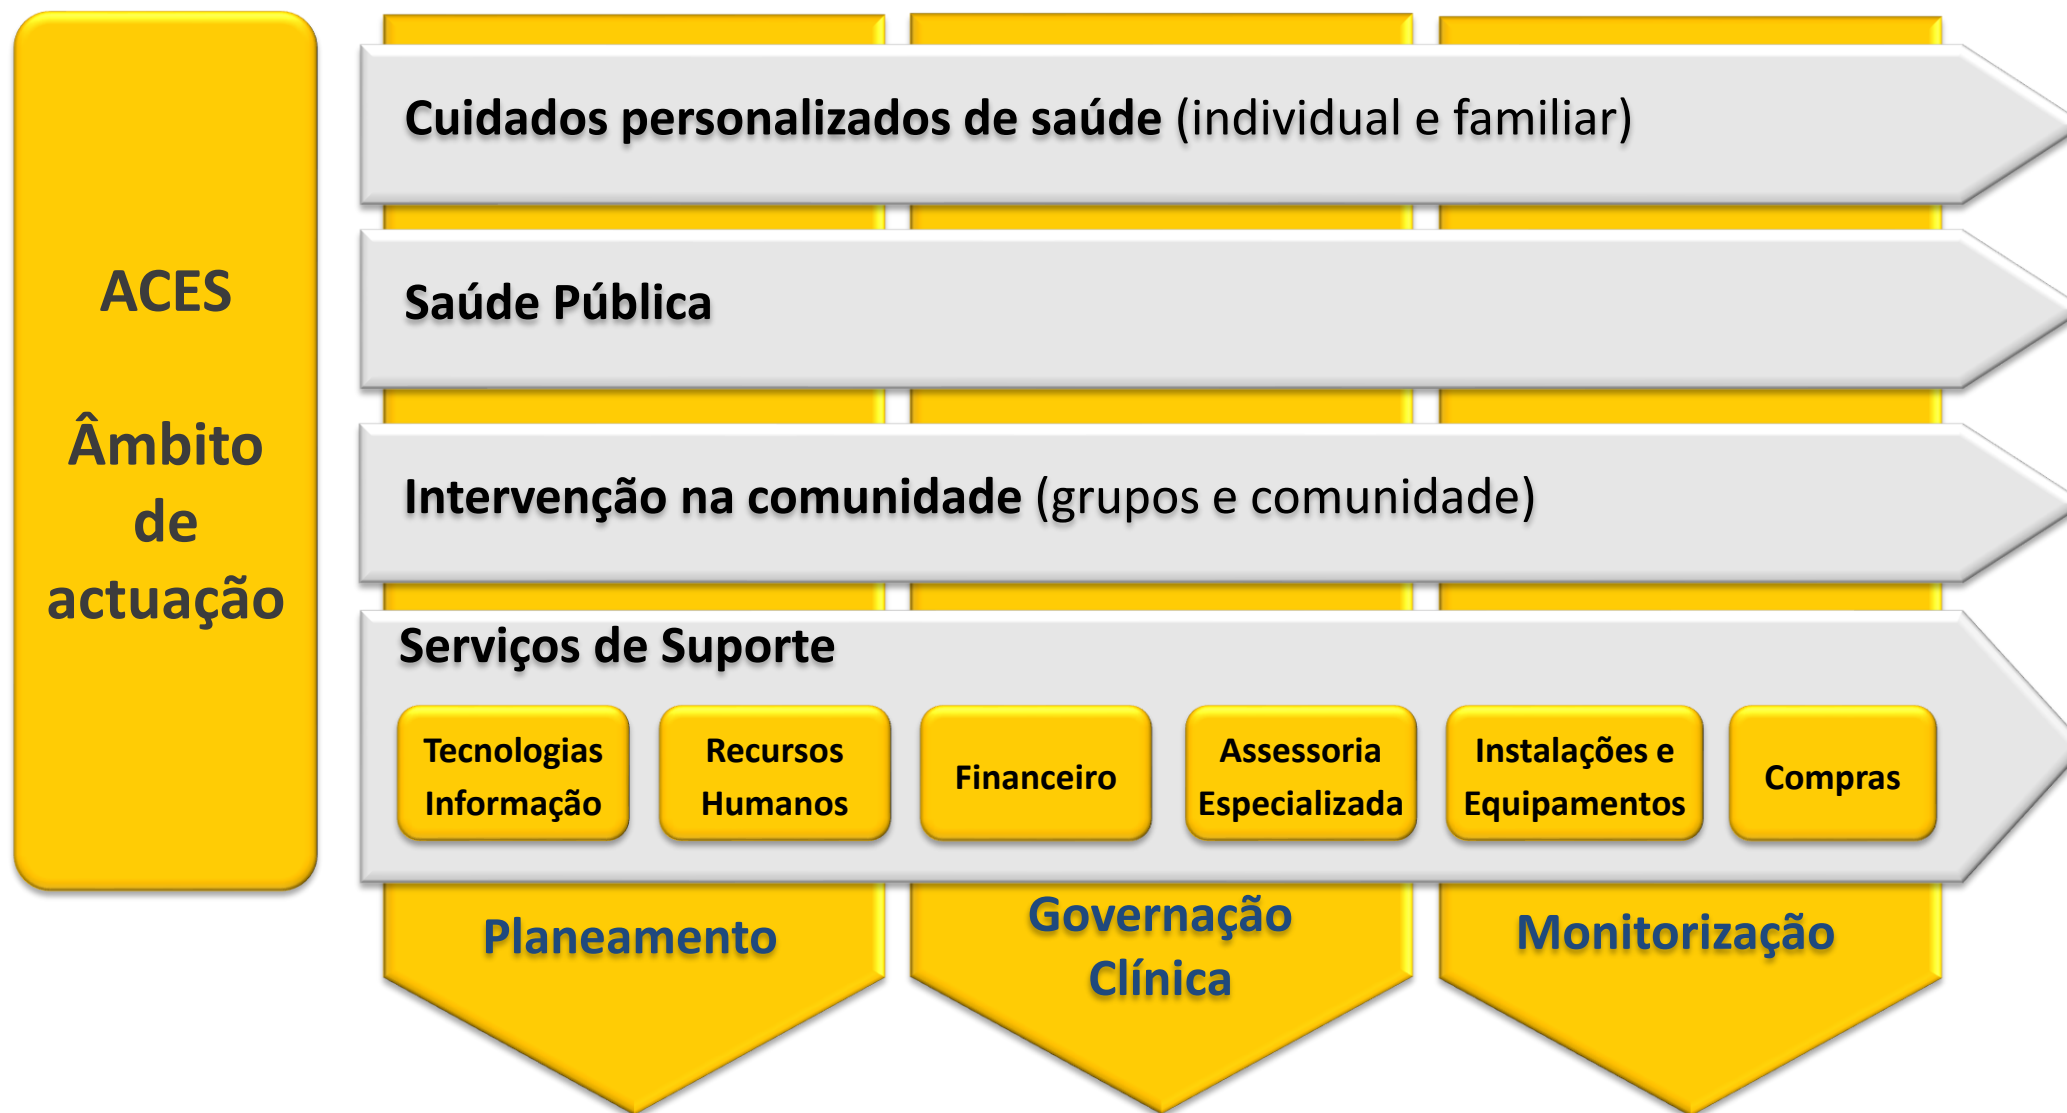 ACES
Âmbito
de
actuação
Cuidados personalizados de saúde (individual e familiar)
Saúde Pública
Intervenção na comunidade (grupos e comunidade)
Serviços de Suporte
Tecnologias
Informação
Recursos
Humanos
Financeiro
Assessoria
Especializada
Instalações e
Equipamentos
Compras
Planeamento
Governação
Clínica
Monitorização